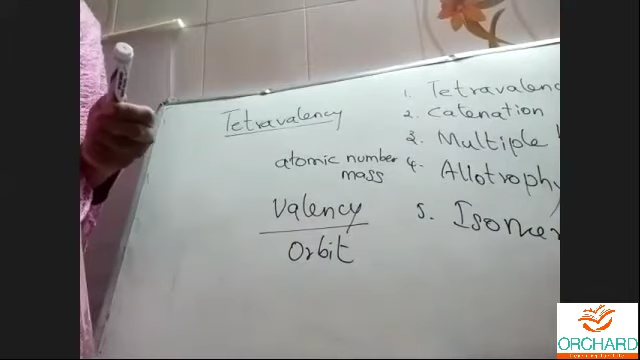 Tetravalency
atomic number
mass
valency
Orbit
1. Tetravalenc
2. Catenation
3. Multiple
4. Allotrophy
5. Isomer
ORCHARD